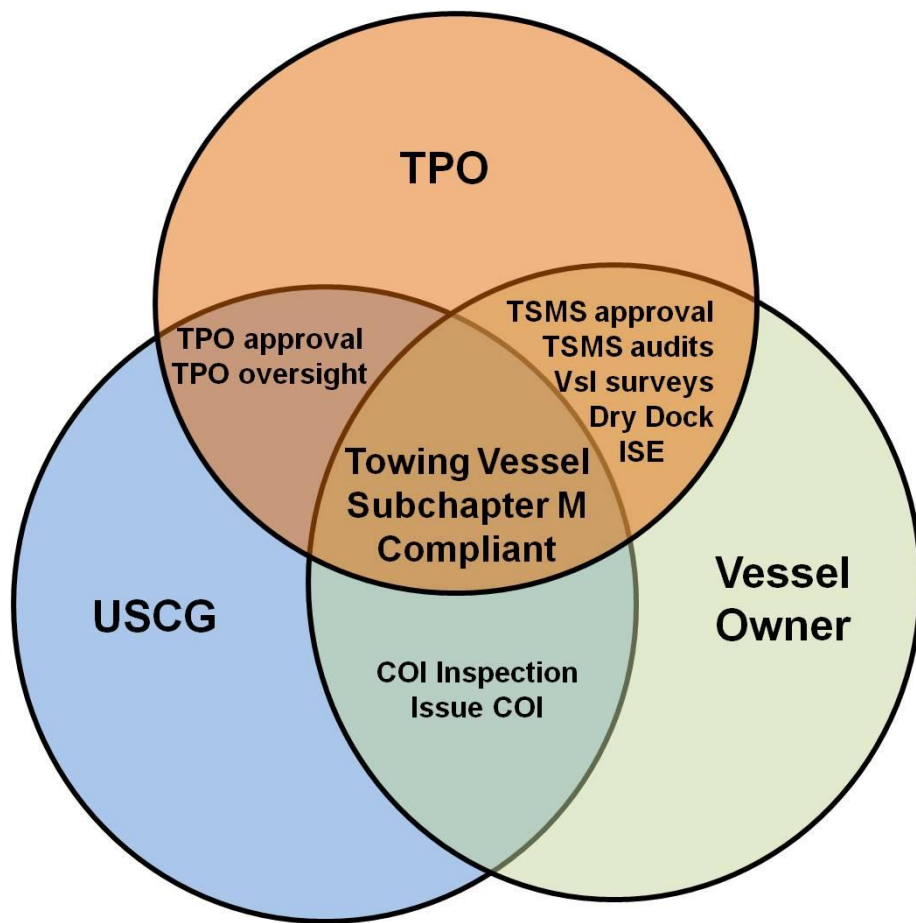 TPO
TPO approval
TPO oversight
TSMS approval
TSMS audits
Vsl surveys
Dry Dock
ISE
Towing Vessel
Subchapter M
Compliant
USCG
Vessel
Owner
COI Inspection
Issue COI